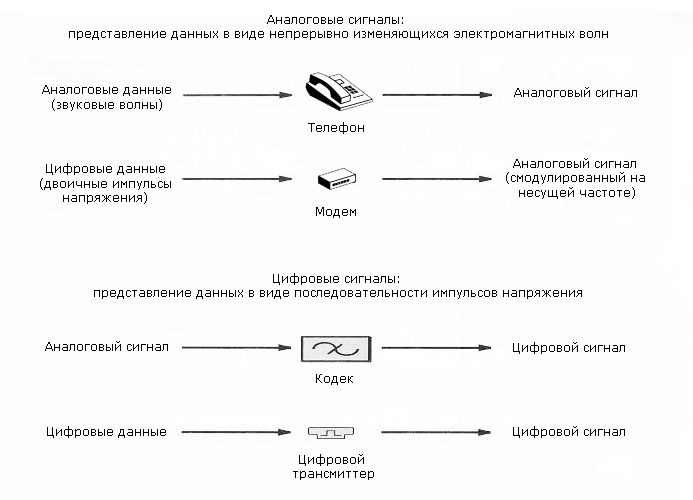 Аналоговые сигналы:
представление данных в виде непрерывно изменяющихся электромагнитных волн
Аналоговые данные
(звуковые волны)
Телефон
Аналоговый сигнал
Цифровые данные
(двоичные импульсы
напряжения)
Модем
Аналоговый сигнал
(смодулированный на
несущей частоте)
Цифровые сигналы:
представление данных в виде последовательности импульсов напряжения
Аналоговый сигнал
Кодек
Цифровой сигнал
Цифровые данные
Цифровой
трансмиттер
Цифровой сигнал